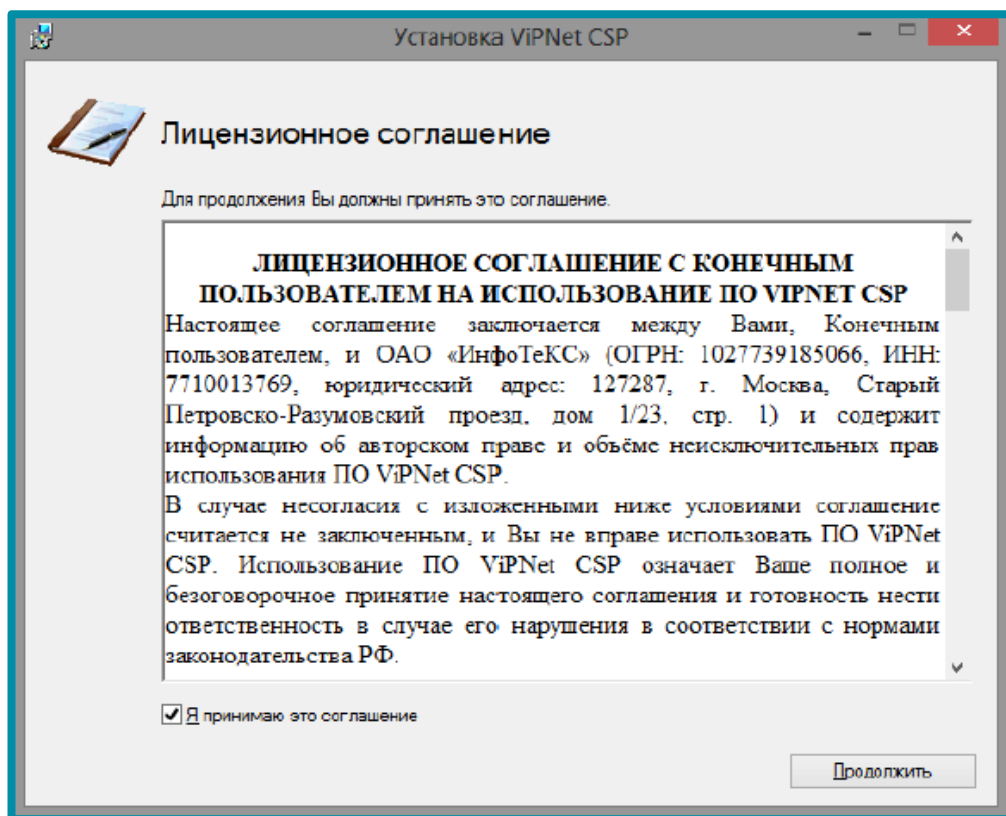 Установка ViPNet CSP
Лицензионное соглашение
Для продолжения Вы должны принять это соглашение.
ЛИЦЕНЗИОННОЕ СОГЛАШЕНИЕ С КОНЕЧНЫМ
ПОЛЬЗОВАТЕЛЕМ НА ИСПОЛЬЗОВАНИЕ ПО VIPNET CSP
Настоящее соглашение заключается между Вами, Конечным
пользователем, и ОАО «ИнфоТеКС» (ОГРН: 1027739185066, ИНН:
7710013769, юридический адрес: 127287, г. Москва, Старый
Петровско-Разумовский проезд, дом 1/23, стр. 1) и содержит
информацию об авторском праве и объёме неисключительных прав
использования ПО ViPNet CSP.
В случае несогласия с изложенными ниже условиями соглашение
считается не заключенным, и Вы не вправе использовать ПО ViPNet
CSP. Использование ПО ViPNet CSP означает Ваше полное и
безоговорочное принятие настоящего соглашения и готовность нести
ответственность в случае его нарушения в соответствии с нормами
законодательства РФ.
Я принимаю это соглашение
Продолжить